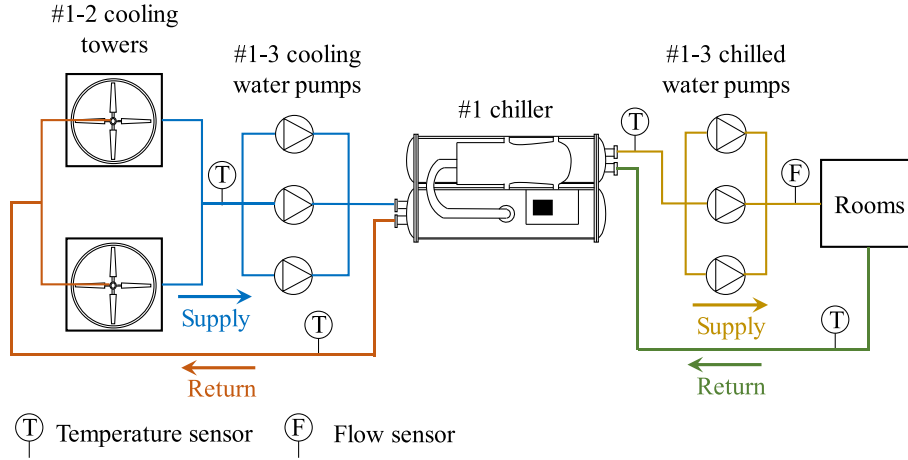 #1-2 cooling
towers
#1-3 cooling
water pumps
#1 chiller
#1-3 chilled
water pumps
T
T
F
Rooms
Supply
T
Return
Supply
T
Return
T Temperature sensor
F Flow sensor